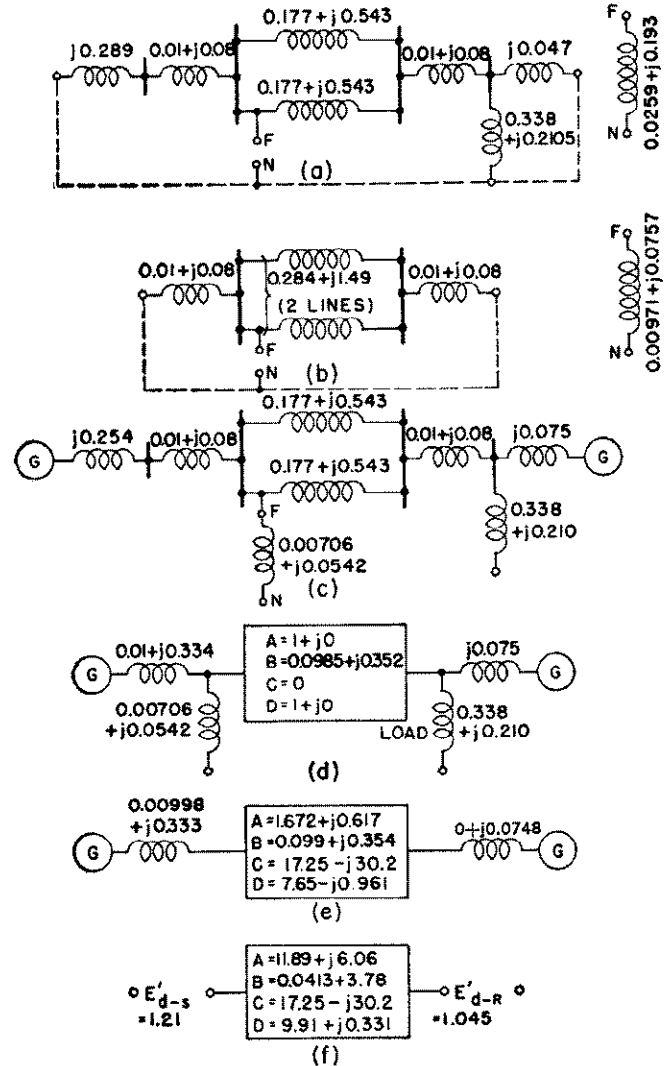 0.177+j0.543
j0.289
0.01+j0.08
0.01+j0.08
j0.047
0.177+j0.543
F
N
0.338
+j0.2105
F
N
0.0259+j0.193
(a)
0.01+j0.08
0.284+j1.49
(2 LINES)
0.01+j0.08
F
N
F
N
0.00971+j0.0757
(b)
0.177+j0.543
G
j0.254
0.01+j0.08
0.01+j0.08
j0.075
G
0.177+j0.543
F
0.00706
+j0.0542
N
0.338
+j0.210
(c)
G
0.01+j0.334
A=1+j0
B=0.0985+j0.352
C=0
D=1+j0
j0.075
G
0.00706
+j0.0542
LOAD
0.338
+j0.210
(d)
G
0.00998
+j0.333
A=1.672+j0.617
B=0.099+j0.354
C= 17.25-j30.2
D= 7.65-j0.961
0+j0.0748
G
(e)
E'd-s
=1.21
A=11.89+j6.06
B=0.0413+3.78
C=17.25-j30.2
D= 9.91+j0.331
E'd-R
=1.045
(f)